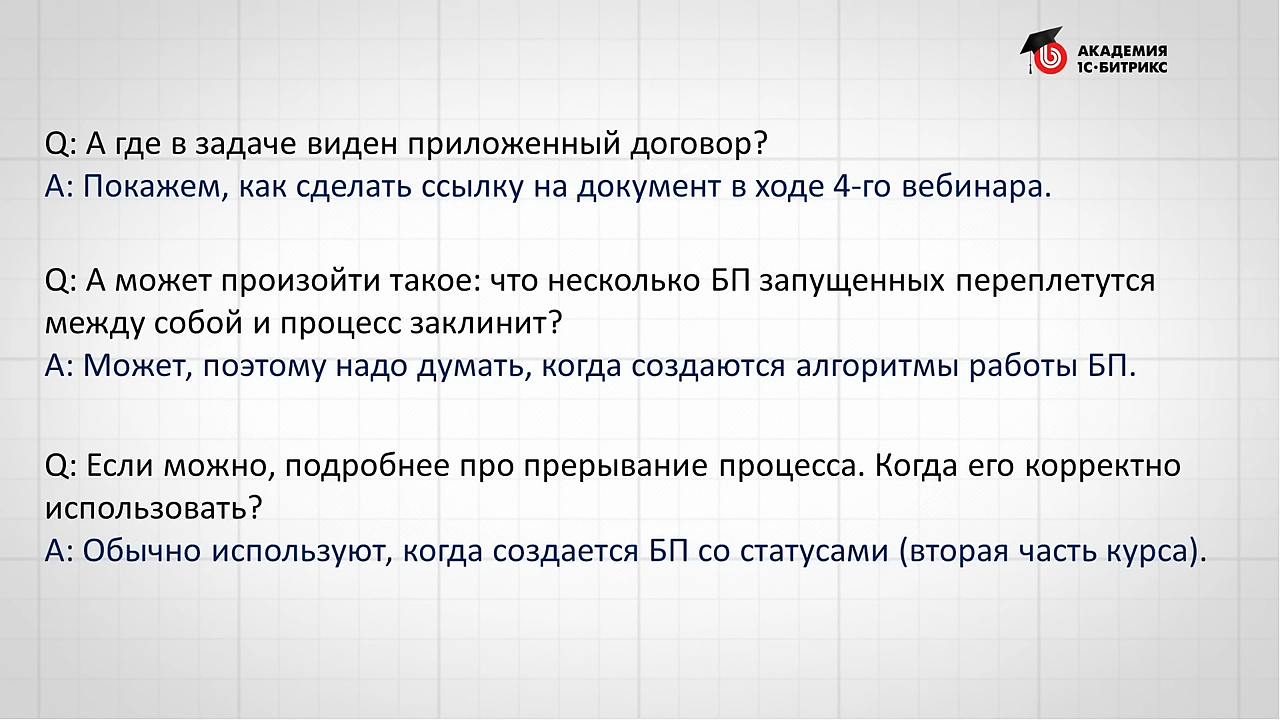 АКАДЕМИЯ
1С-БИТРИКС
Q: А где в задаче виден приложенный договор?
A: Покажем, как сделать ссылку на документ в ходе 4-го вебинара.
Q: А может произойти такое: что несколько БП запущенных переплетутся
между собой и процесс заклинит?
A: Может, поэтому надо думать, когда создаются алгоритмы работы БП.
Q: Если можно, подробнее про прерывание процесса. Когда его корректно
использовать?
A: Обычно используют, когда создается БП со статусами (вторая часть курса).